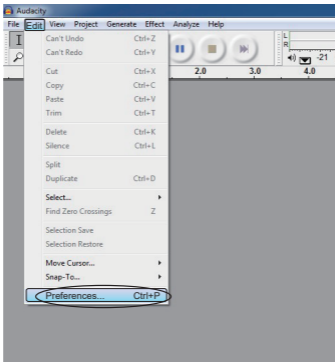 Audacity
File Edit View Project Generate Effect Analyze Help
Can't Undo Ctrl+Z
Can't Redo Ctrl+Y
Cut Ctrl+X
Copy Ctrl+C
Paste Ctrl+V
Trim Ctrl+T
Delete Ctrl+K
Silence Ctrl+L
Split
Duplicate Ctrl+D
Select...
Find Zero Crossings Z
Selection Save
Selection Restore
Move Cursor...
Snap-To...
Preferences... Ctrl+P
L
R
-21
2.0 3.0 4.0